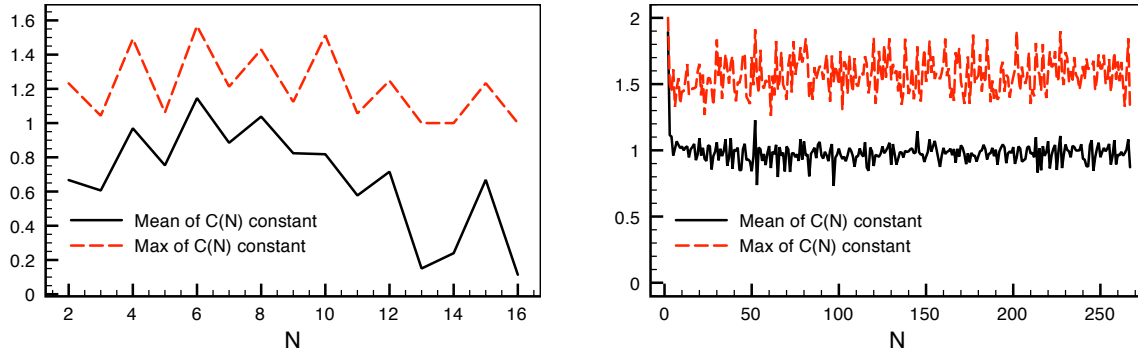 1.6
1.4
1.2
1
0.8
0.6
0.4
0.2
0
Mean of C(N) constant
Max of C(N) constant
2 4 6 8 10 12 14 16
N
2
1.5
1
0.5
0
Mean of C(N) constant
Max of C(N) constant
0 50 100 150 200 250
N